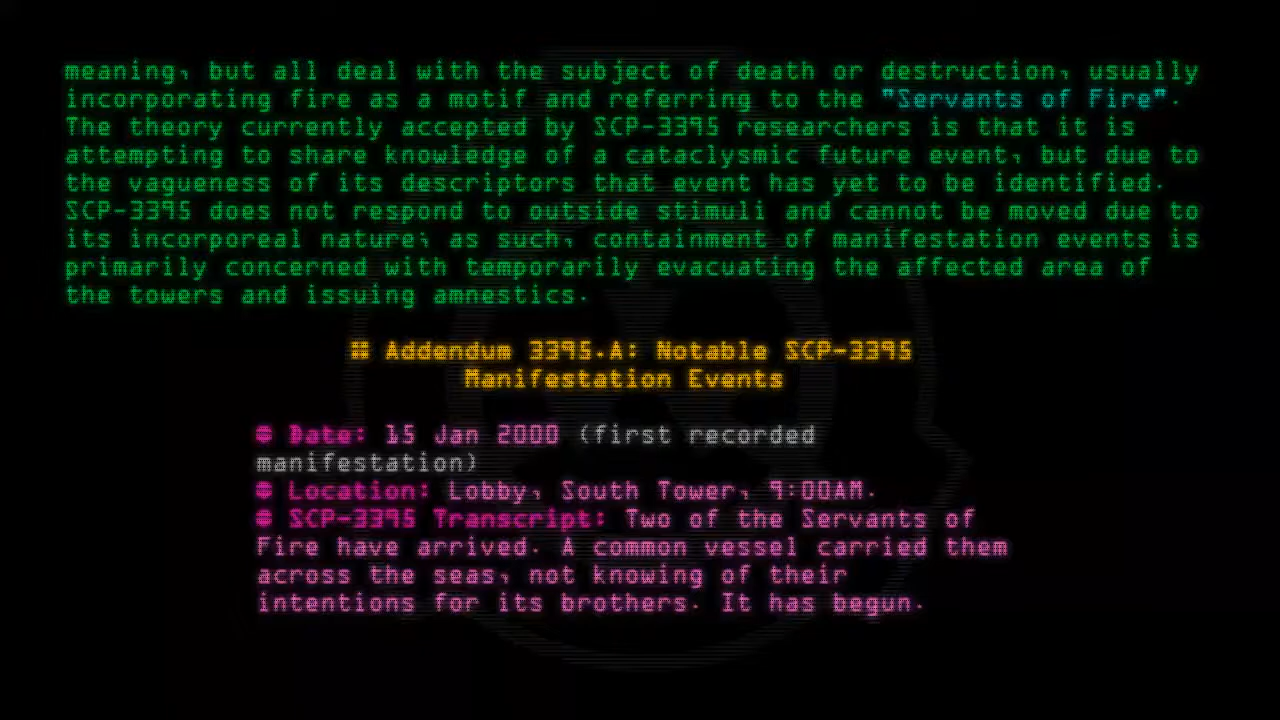 meaning, but all deal with the subject of death or destruction, usually
incorporating fire as a motif and referring to the "Servants of Fire".
The theory currently accepted by SCP-3395 researchers is that it is
attempting to share knowledge of a cataclysmic future event, but due to
the vagueness of its descriptors that event has yet to be identified.
SCP-3395 does not respond to outside stimuli and cannot be moved due to
its incorporeal nature; as such, containment of manifestation events is
primarily concerned with temporarily evacuating the affected area of
the towers and issuing amnestics.
# Addendum 3395.A: Notable SCP-3395
Manifestation Events
@ Date: 15 Jan 2000 (first recorded
manifestation)
@ Location: Lobby, South Tower, 9:00AM.
@ SCP-3395 Transcript: Two of the Servants of
Fire have arrived. A common vessel carried them
across the seas, not knowing of their
intentions for its brothers. It has begun.